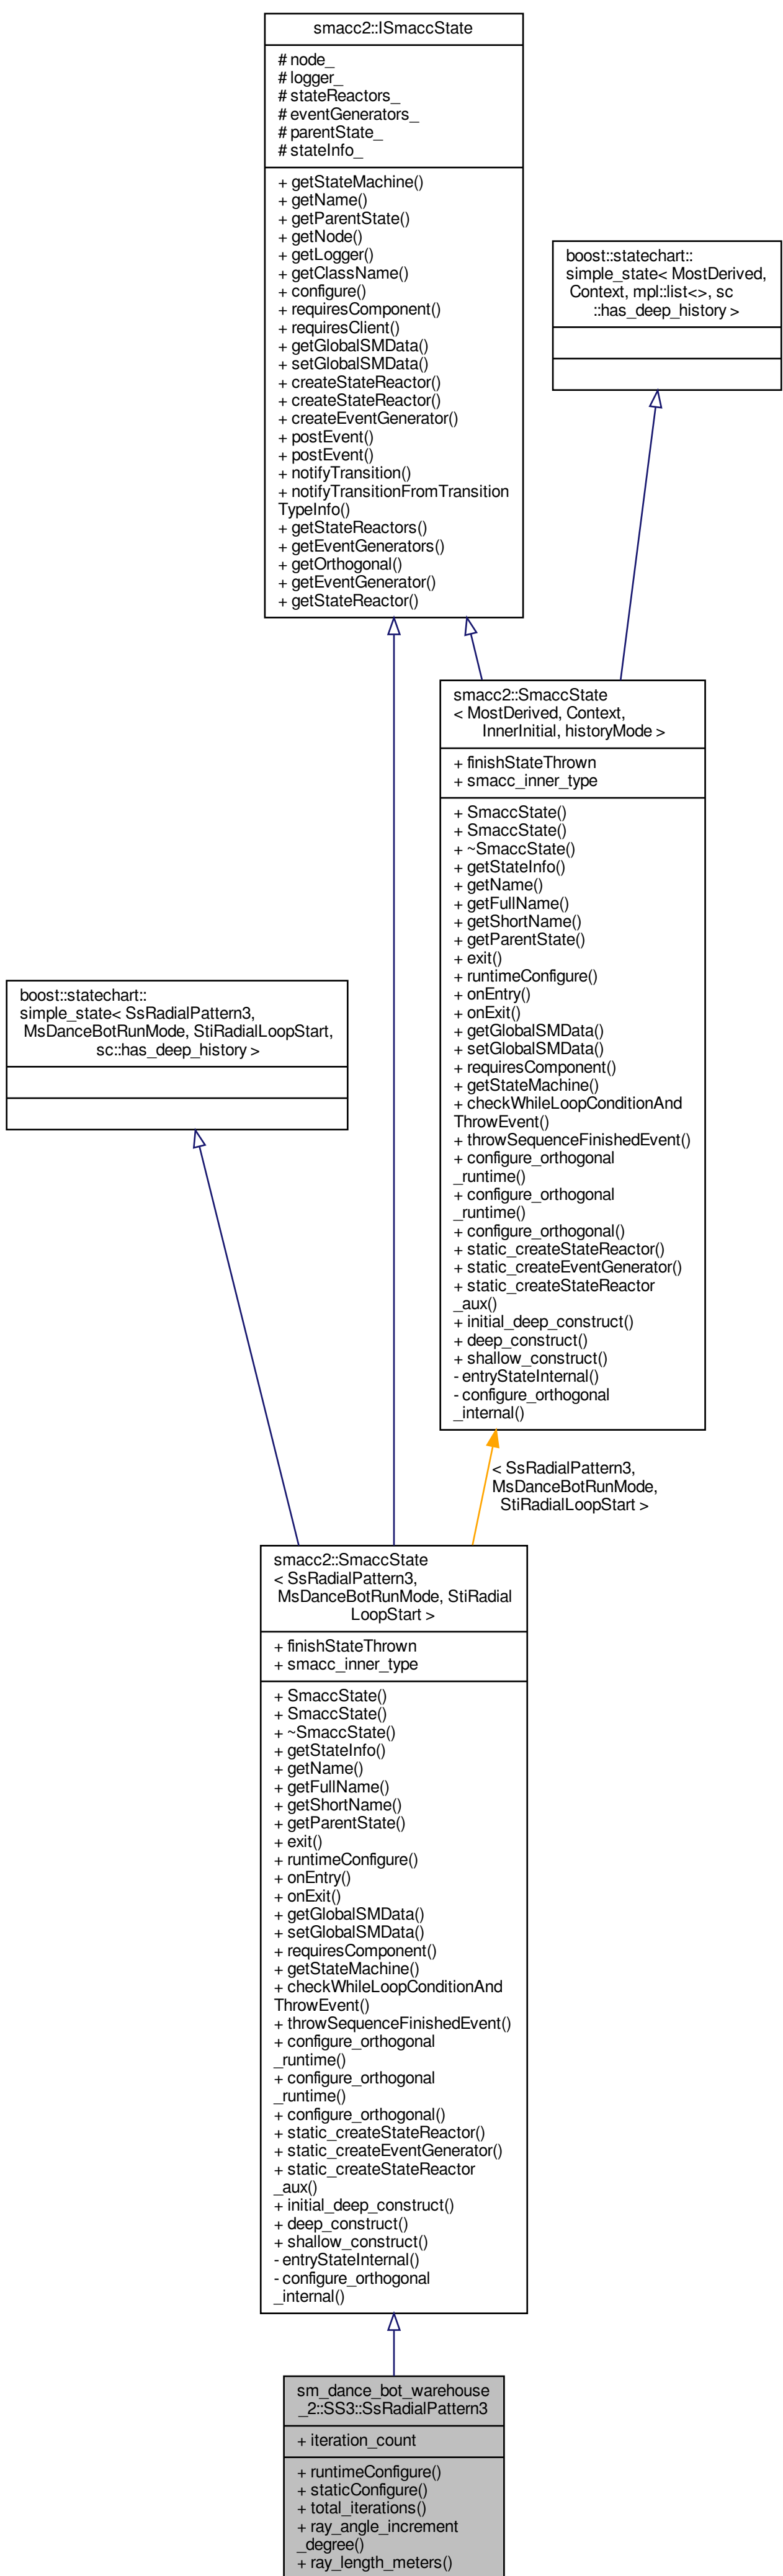 smacc2::ISmaccState
# node_
# logger_
# stateReactors_
# eventGenerators_
# parentState_
# stateInfo_
+ getStateMachine()
+ getName()
+ getParentState()
+ getNode()
+ getLogger()
+ getClassName()
+ configure()
+ requiresComponent()
+ requiresClient()
+ getGlobalSMData()
+ setGlobalSMData()
+ createStateReactor()
+ createStateReactor()
+ createEventGenerator()
+ postEvent()
+ postEvent()
+ notifyTransition()
+ notifyTransitionFromTransition
TypeInfo()
+ getStateReactors()
+ getEventGenerators()
+ getOrthogonal()
+ getEventGenerator()
+ getStateReactor()
boost::statechart::
simple_state< MostDerived,
Context, mpl::list<>, sc
::has_deep_history >
smacc2::SmaccState
< MostDerived, Context,
InnerInitial, historyMode >
+ finishStateThrown
+ smacc_inner_type
+ SmaccState()
+ SmaccState()
+ ~SmaccState()
+ getStateInfo()
+ getName()
+ getFullName()
+ getShortName()
+ getParentState()
+ exit()
+ runtimeConfigure()
+ onEntry()
+ onExit()
+ getGlobalSMData()
+ setGlobalSMData()
+ requiresComponent()
+ getStateMachine()
+ checkWhileLoopConditionAnd
ThrowEvent()
+ throwSequenceFinishedEvent()
+ configure_orthogonal
_runtime()
+ configure_orthogonal
_runtime()
+ configure_orthogonal()
+ static_createStateReactor()
+ static_createEventGenerator()
+ static_createStateReactor
_aux()
+ initial_deep_construct()
+ deep_construct()
+ shallow_construct()
- entryStateInternal()
- configure_orthogonal
_internal()
boost::statechart::
simple_state< SsRadialPattern3,
MsDanceBotRunMode, StiRadialLoopStart,
sc::has_deep_history >
< SsRadialPattern3,
MsDanceBotRunMode,
StiRadialLoopStart >
smacc2::SmaccState
< SsRadialPattern3,
MsDanceBotRunMode, StiRadial
LoopStart >
+ finishStateThrown
+ smacc_inner_type
+ SmaccState()
+ SmaccState()
+ ~SmaccState()
+ getStateInfo()
+ getName()
+ getFullName()
+ getShortName()
+ getParentState()
+ exit()
+ runtimeConfigure()
+ onEntry()
+ onExit()
+ getGlobalSMData()
+ setGlobalSMData()
+ requiresComponent()
+ getStateMachine()
+ checkWhileLoopConditionAnd
ThrowEvent()
+ throwSequenceFinishedEvent()
+ configure_orthogonal
_runtime()
+ configure_orthogonal
_runtime()
+ configure_orthogonal()
+ static_createStateReactor()
+ static_createEventGenerator()
+ static_createStateReactor
_aux()
+ initial_deep_construct()
+ deep_construct()
+ shallow_construct()
- entryStateInternal()
- configure_orthogonal
_internal()
sm_dance_bot_warehouse
_2::SS3::SsRadialPattern3
+ iteration_count
+ runtimeConfigure()
+ staticConfigure()
+ total_iterations()
+ ray_angle_increment
_degree()
+ ray_length_meters()